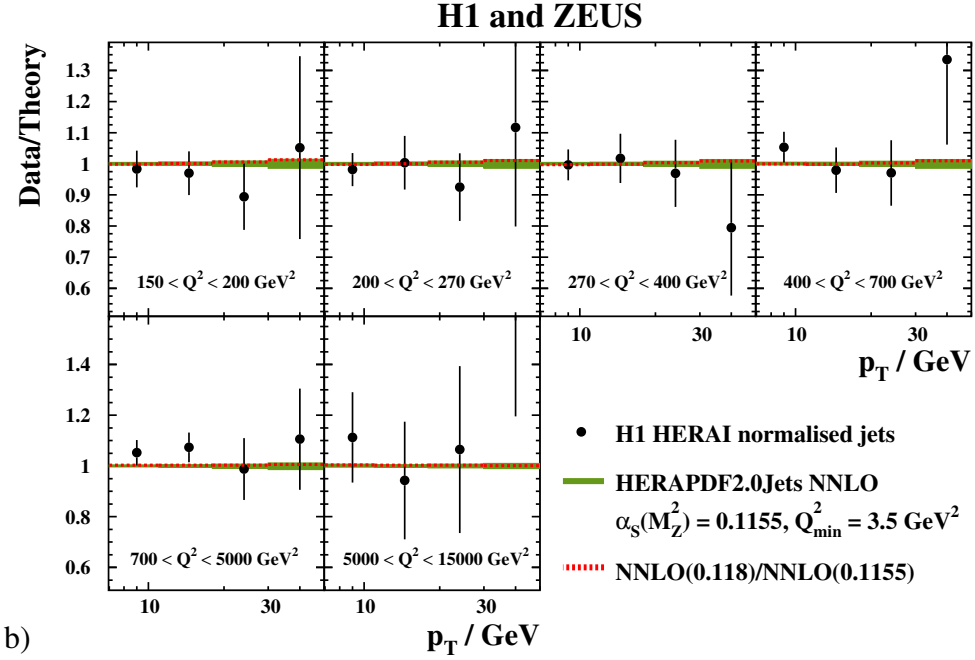 H1 and ZEUS
Data/Theory
1.3
1.2
1.1
1
0.9
0.8
0.7
0.6
150 < Q² < 200 GeV²
200 < Q² < 270 GeV²
270 < Q² < 400 GeV²
400 < Q² < 700 GeV²
10 30
10 30
p_T / GeV
1.4
1.2
1
0.8
0.6
700 < Q² < 5000 GeV²
5000 < Q² < 15000 GeV²
10 30
10 30
p_T / GeV
H1 HERAI normalised jets
HERAPDF2.0Jets NNLO
α_S(M_Z²) = 0.1155, Q²_min = 3.5 GeV²
NNLO(0.118)/NNLO(0.1155)
b)